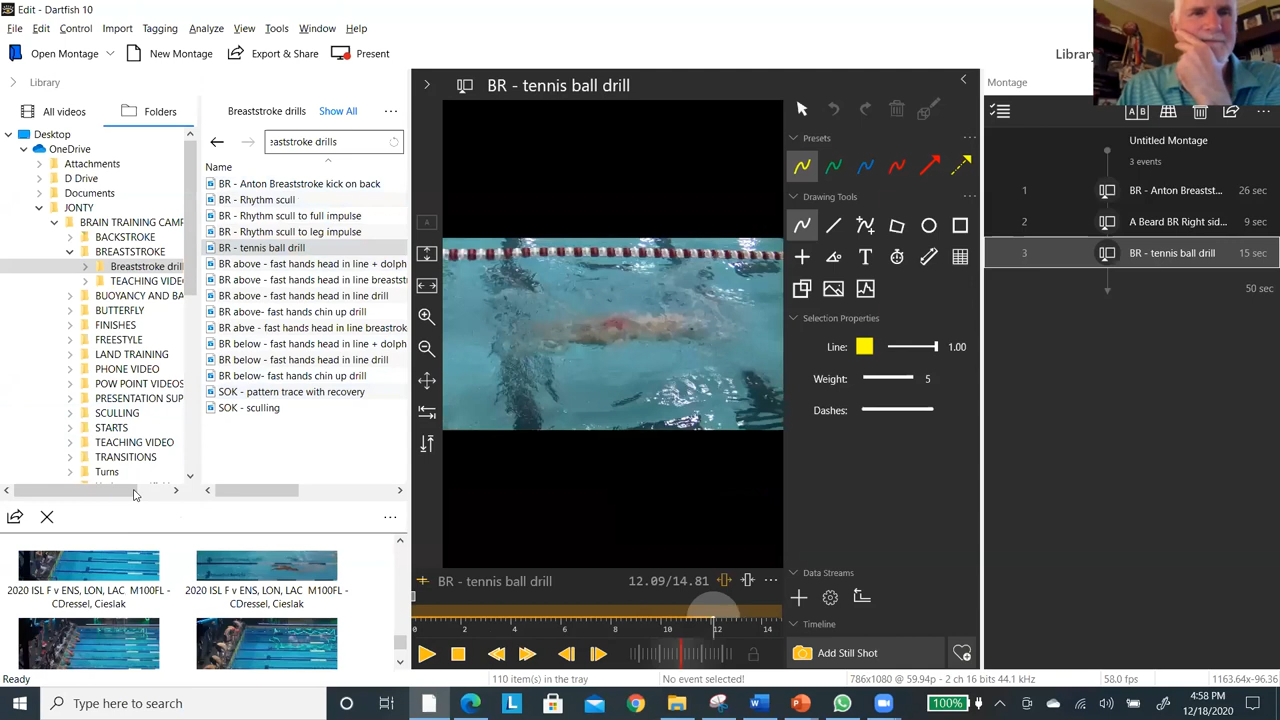 Edit - Dartfish 10
File Edit Control Import Tagging Analyze View Tools Window Help
Open Montage New Montage Export & Share Present
Library
Library
Montage
All videos Folders
Desktop
OneDrive
Attachments
D Drive
Documents
JONTY
BRAIN TRAINING CAMP
BACKSTROKE
BREASTSTROKE
Breaststroke drill
TEACHING VIDE
BUOYANCY AND BA
BUTTERFLY
FINISHES
FREESTYLE
LAND TRAINING
PHONE VIDEO
POW POINT VIDEOS
PRESENTATION SUP
SCULLING
STARTS
TEACHING VIDEO
TRANSITIONS
Turns
Breaststroke drills Show All
eaststroke drills
Name
BR - Anton Breaststroke kick on back
BR - Rhythm scull
BR - Rhythm scull to full impulse
BR - Rhythm scull to leg impulse
BR - tennis ball drill
BR above - fast hands head in line + dolph
BR above - fast hands head in line breastst
BR above - fast hands head in line drill
BR above- fast hands chin up drill
BR abve - fast hands head in line breastrok
BR below - fast hands head in line + dolph
BR below - fast hands head in line drill
BR below- fast hands chin up drill
SOK - pattern trace with recovery
SOK - sculling
2020 ISL F v ENS, LON, LAC M100FL -
CDressel, Cieslak
2020 ISL F v ENS, LON, LAC M100FL -
CDressel, Cieslak
BR - tennis ball drill
A
BR - tennis ball drill 12.09/14.81
0 2 4 6 8 10 12 14
Presets
Drawing Tools
T
Selection Properties
Line: 1.00
Weight: 5
Dashes:
Data Streams
Timeline
Add Still Shot
A B
Untitled Montage
3 events
1 BR - Anton Breastst... 26 sec
2 A Beard BR Right sid... 9 sec
3 BR - tennis ball drill 15 sec
50 sec
Ready 110 item(s) in the tray No event selected! 786x1080 @ 59.94p - 2 ch 16 bits 44.1 kHz 58.0 fps 1163.64x-96.36
Type here to search
L
100%
4:58 PM
12/18/2020